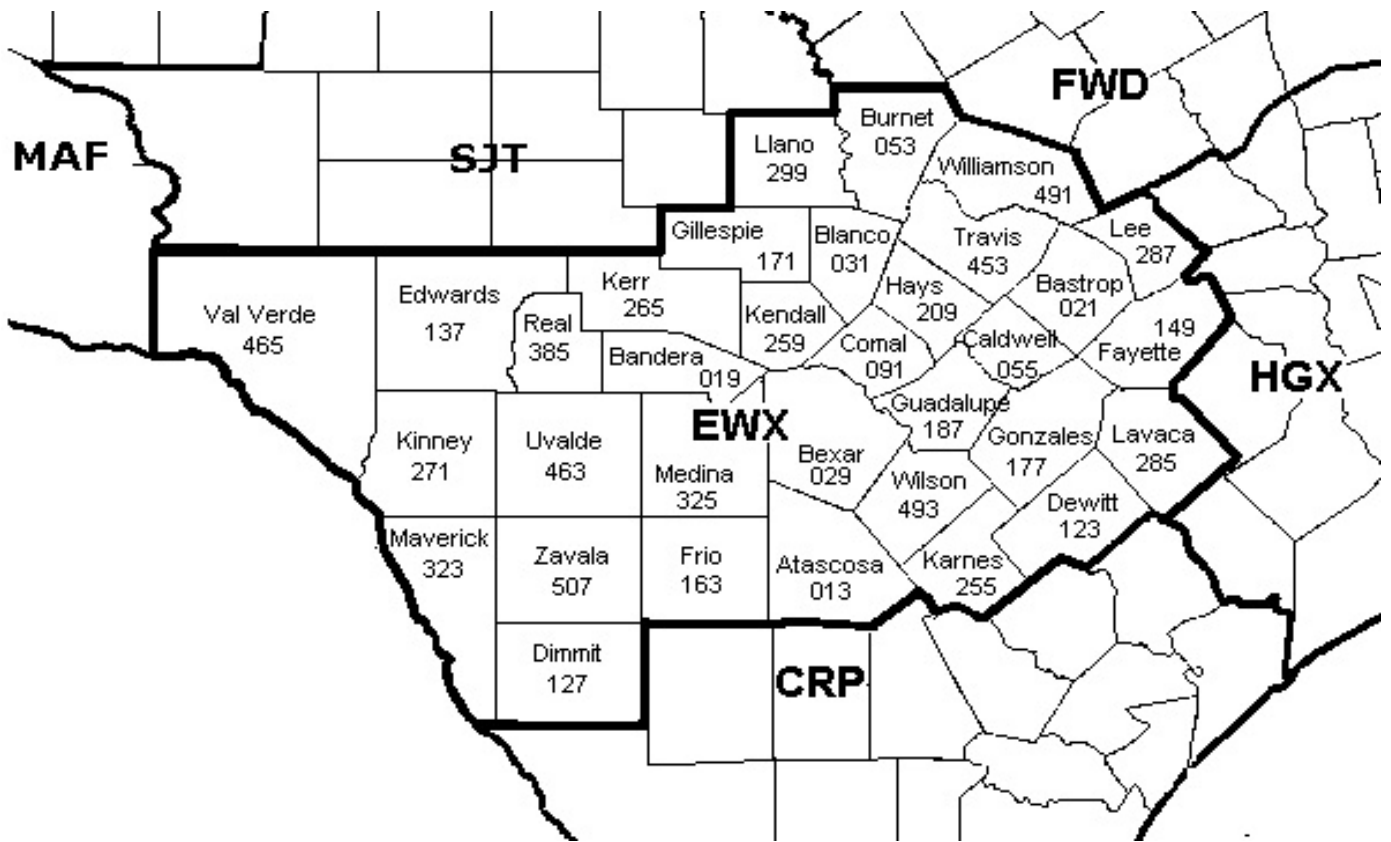 FWD
MAF
SJT
Burnet
053
Llano
299
Williamson
491
Gillespie
171
Blanco
031
Travis
453
Lee
287
Val Verde
465
Edwards
137
Kerr
265
Real
385
Kendall
259
Hays
209
Bastrop
021
Bandera
019
Comal
091
Caldwell
055
149
Fayette
HGX
EWX
Kinney
271
Uvalde
463
Medina
325
Bexar
029
Guadalupe
187
Gonzales
177
Lavaca
285
Wilson
493
Dewitt
123
Maverick
323
Zavala
507
Frio
163
Atascosa
013
Karnes
255
Dimmit
127
CRP